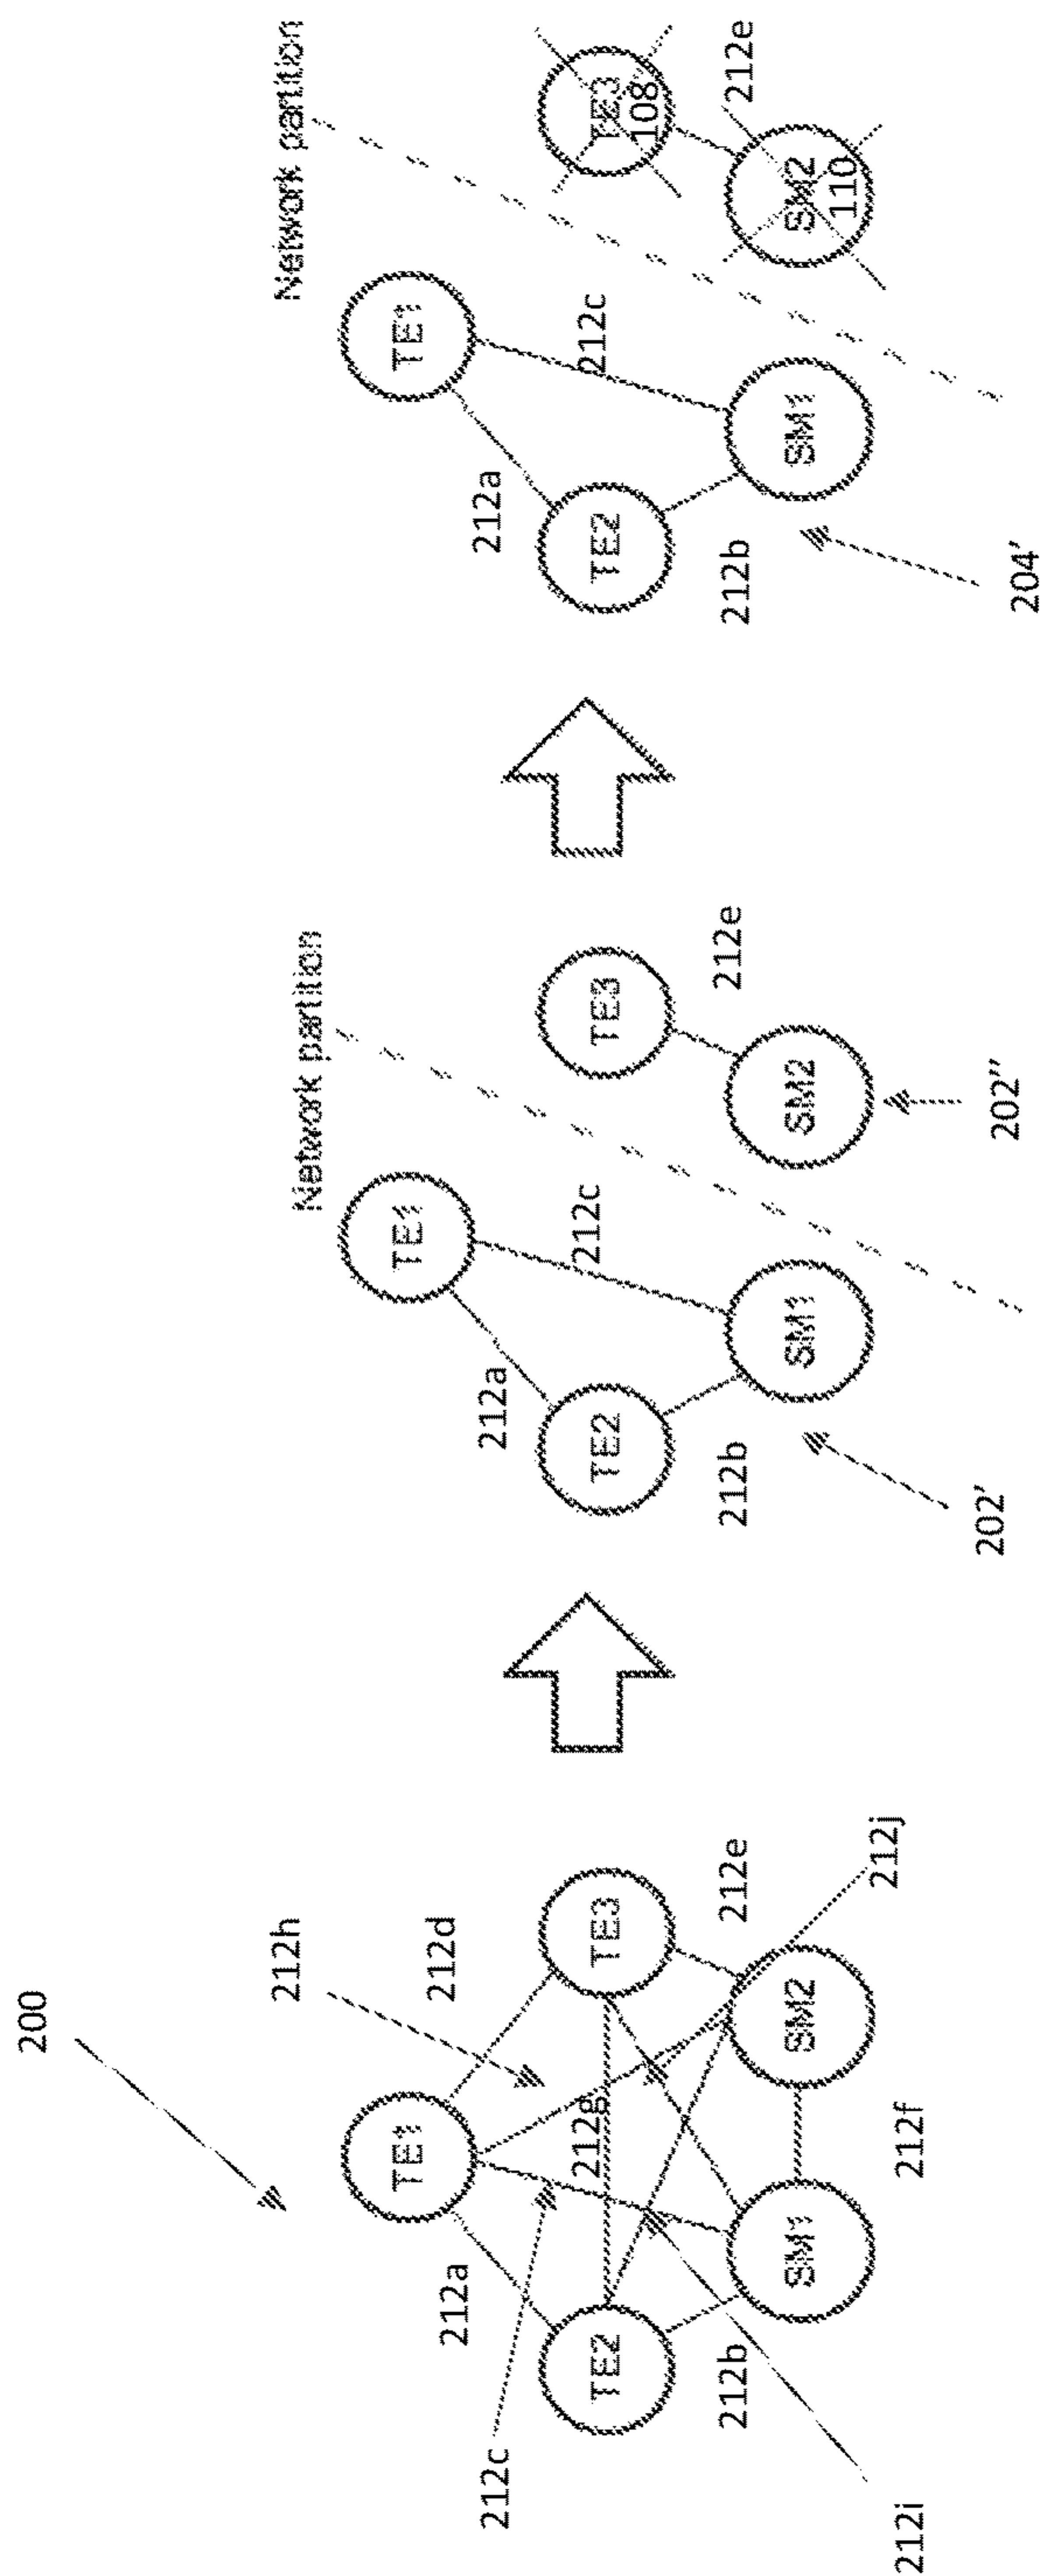 200
212h
TE1
212a
212d
212c
212g
TE2
TE3
212b
212e
SM1
SM2
212f
212i
212j
Network partition
TE1
212a
212c
TE2
TE3
212b
212e
SM1
SM2
202'
202''
Network partition
TE1
212a
212c
TE2
TE3
108
212b
212e
SM1
SM2
110
204'